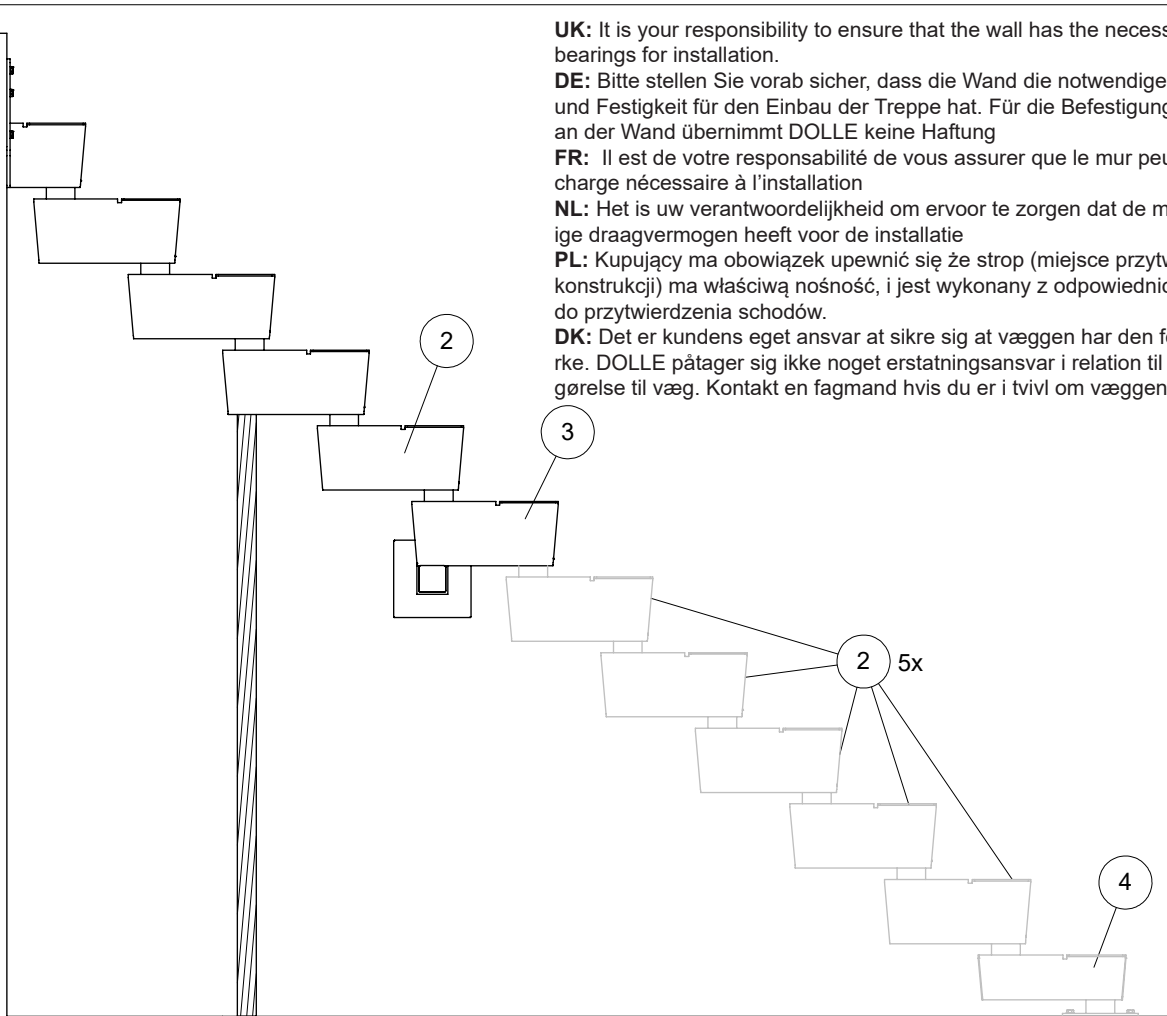 UK: It is your responsibility to ensure that the wall has the necess
bearings for installation.
DE: Bitte stellen Sie vorab sicher, dass die Wand die notwendige
und Festigkeit für den Einbau der Treppe hat. Für die Befestigung
an der Wand übernimmt DOLLE keine Haftung
FR: Il est de votre responsabilité de vous assurer que le mur peu
charge nécessaire à l’installation
NL: Het is uw verantwoordelijkheid om ervoor te zorgen dat de m
ige draagvermogen heeft voor de installatie
PL: Kupujący ma obowiązek upewnić się że strop (miejsce przytw
konstrukcji) ma właściwą nośność, i jest wykonany z odpowiednic
do przytwierdzenia schodów.
DK: Det er kundens eget ansvar at sikre sig at væggen har den fo
rke. DOLLE påtager sig ikke noget erstatningsansvar i relation til
gørelse til væg. Kontakt en fagmand hvis du er i tvivl om væggen
2
3
2 5x
4